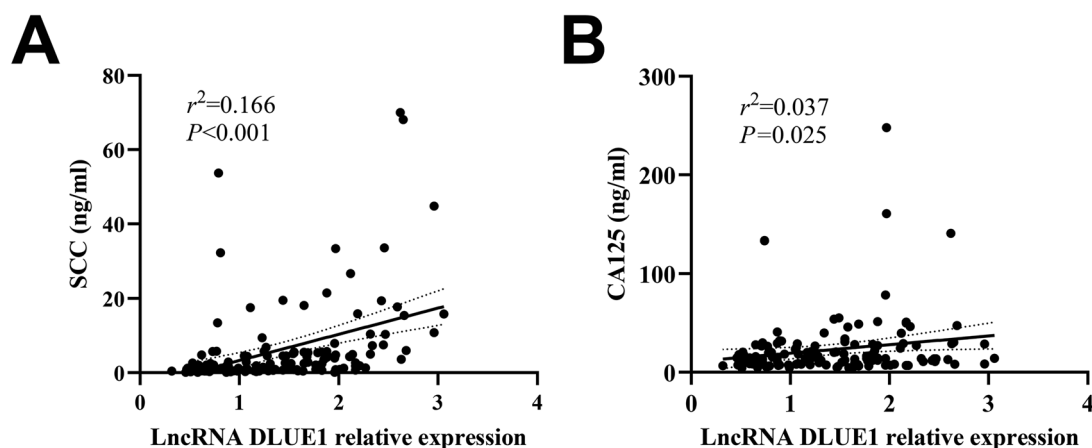 A
80
60
40
20
0
SCC (ng/ml)
r²=0.166
P<0.001
0 1 2 3 4
LncRNA DLUE1 relative expression
B
300
200
100
0
CA125 (ng/ml)
r²=0.037
P=0.025
0 1 2 3 4
LncRNA DLUE1 relative expression